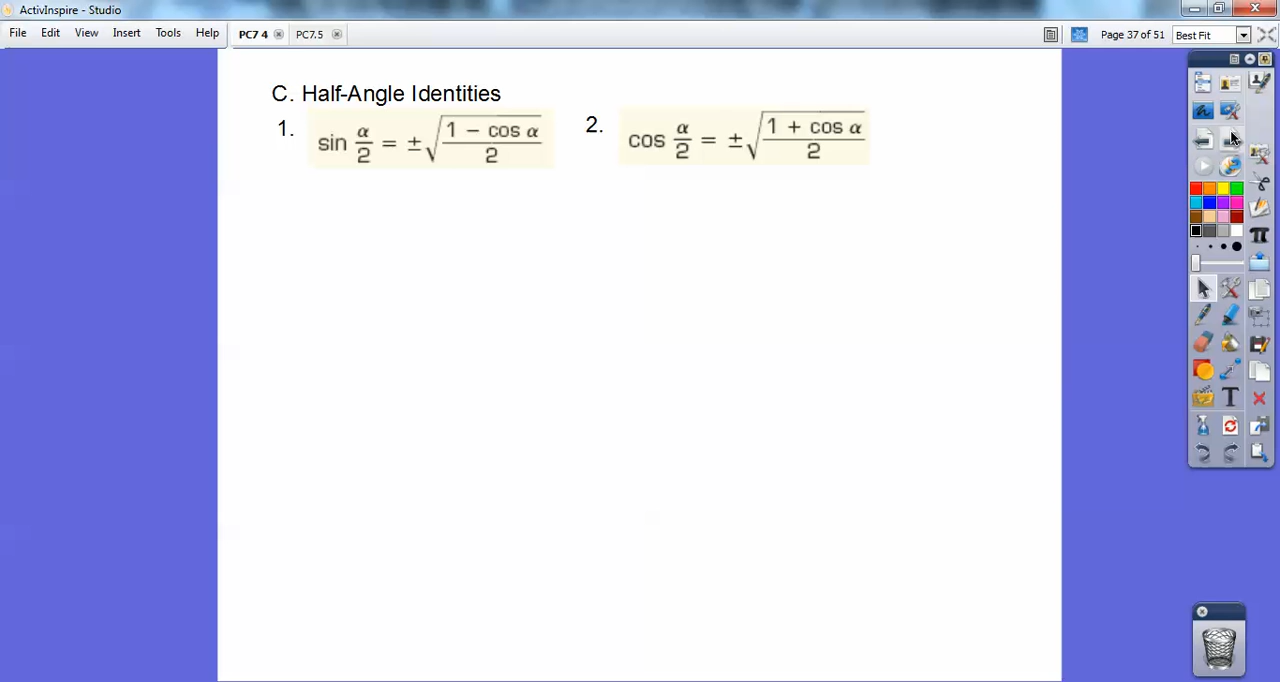 ActivInspire - Studio
File Edit View Insert Tools Help
PC7 4 PC7.5
Page 37 of 51 Best Fit
C. Half-Angle Identities
1. sin α/2 = ±√((1 − cos α)/2)
2. cos α/2 = ±√((1 + cos α)/2)
T